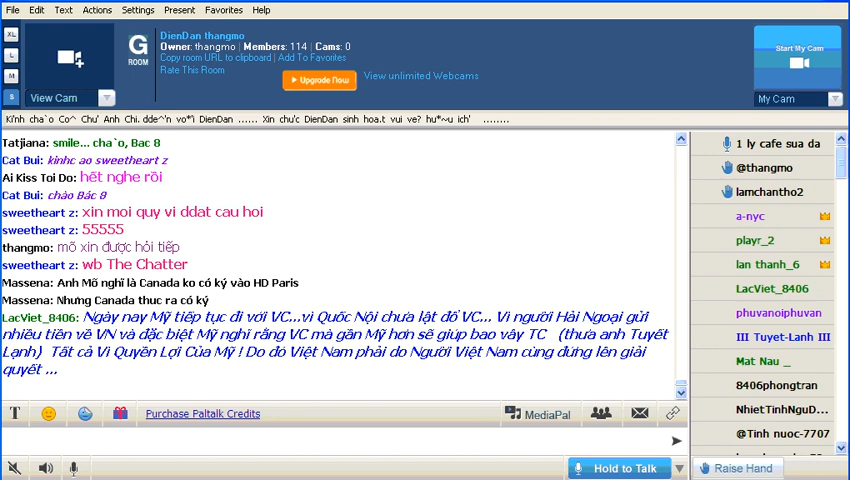 File Edit Text Actions Settings Present Favorites Help
XL
L
M
S
View Cam
G
ROOM
DienDan thangmo
Owner: thangmo | Members: 114 | Cams: 0
Copy room URL to clipboard | Add To Favorites
Rate This Room
Upgrade Now
View unlimited Webcams
Start My Cam
My Cam
Ki'nh cha`o Co^ Chu' Anh Chi. dde^'n vo*'i DienDan ...... Xin chu'c DienDan sinh hoa.t vui ve? hu*~u ich' ........
Tatjiana: smile... cha`o, Bac 8
Cat Bui: kinhc ao sweetheart z
Ai Kiss Toi Do: hết nghe rồi
Cat Bui: chào Bác 8
sweetheart z: xin moi quy vi ddat cau hoi
sweetheart z: 55555
thangmo: mõ xin được hỏi tiếp
sweetheart z: wb The Chatter
Massena: Anh Mõ nghĩ là Canada ko có ký vào HD Paris
Massena: Nhưng Canada thuc ra có ký
LacViet_8406: Ngày nay Mỹ tiếp tục đi với VC...vì Quốc Nội chưa lật đổ VC... Vì người Hải Ngoại gửi
nhiều tiền về VN và đặc biệt Mỹ nghĩ rằng VC mà gần Mỹ hơn sẽ giúp bao vây TC (thưa anh Tuyết
Lạnh) Tất cả Vì Quyền Lợi Của Mỹ ! Do đó Việt Nam phải do Người Việt Nam cùng đứng lên giải
quyết ...
1 ly cafe sua da
@thangmo
lamchantho2
a-nyc
playr_2
lan thanh_6
LacViet_8406
phuvanoiphuvan
III Tuyet-Lanh III
Mat Nau _
8406phongtran
NhietTinhNguD...
@Tinh nuoc-7707
T
Purchase Paltalk Credits
MediaPal
Hold to Talk
Raise Hand